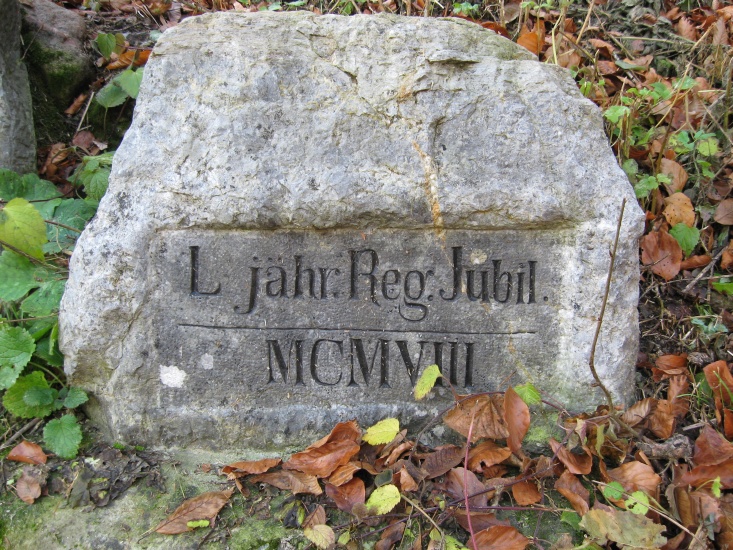 L jähr. Reg. Jubil.
MCMVIII